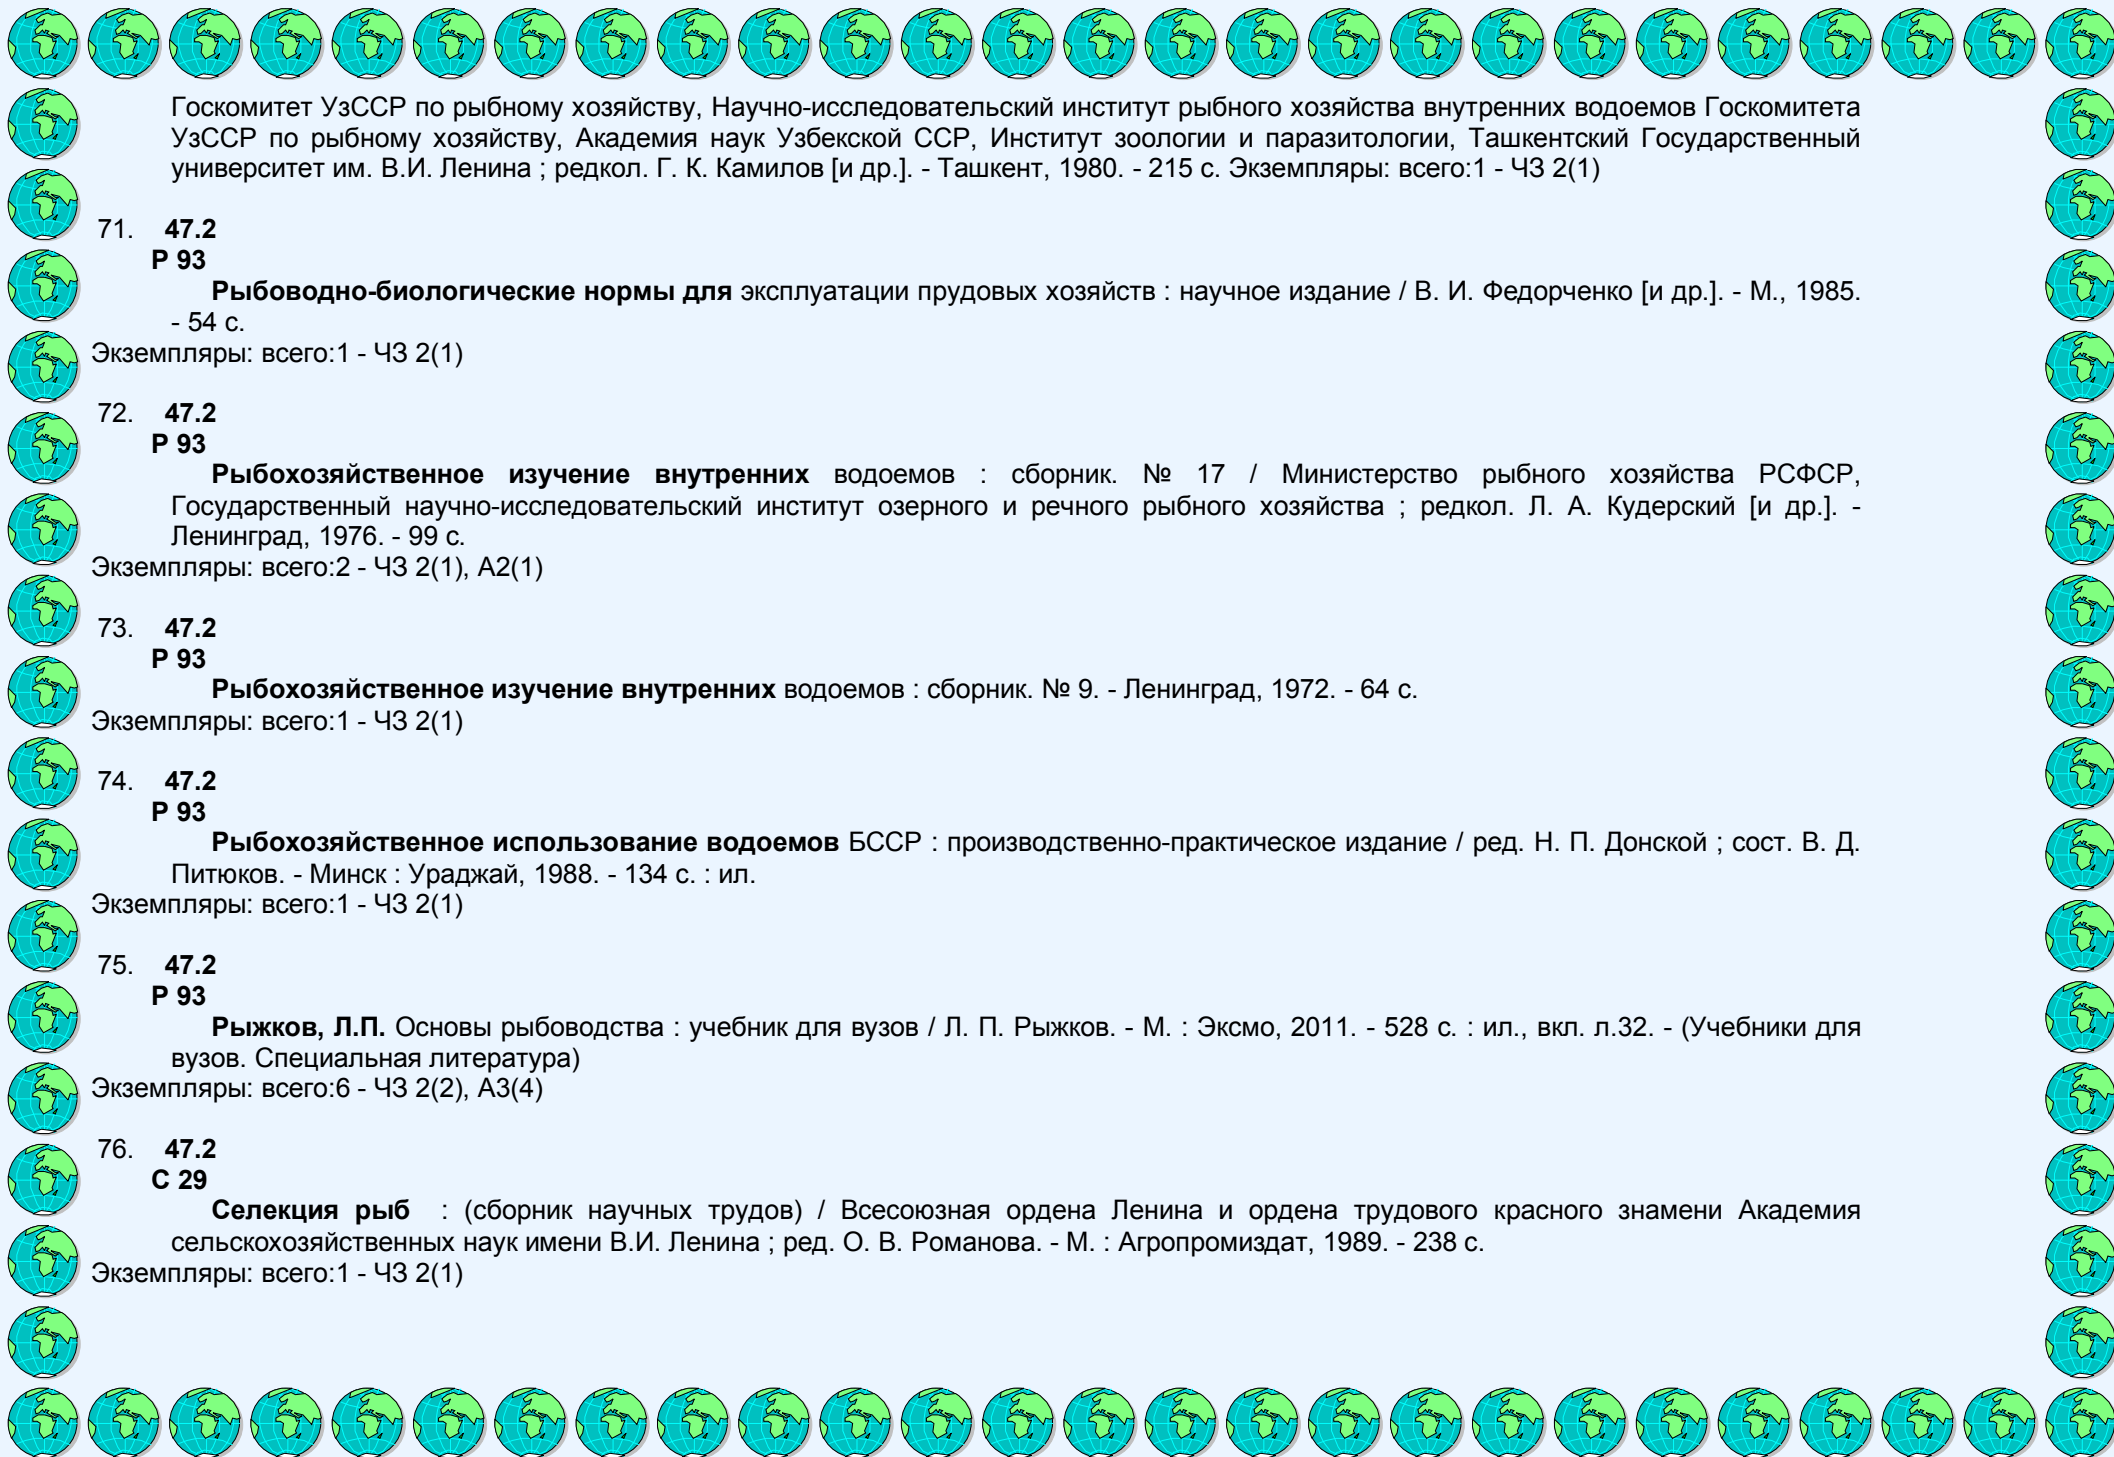 Госкомитет УзССР по рыбному хозяйству, Научно-исследовательский институт рыбного хозяйства внутренних водоемов Госкомитета
УзССР по рыбному хозяйству, Академия наук Узбекской ССР, Институт зоологии и паразитологии, Ташкентский Государственный
университет им. В.И. Ленина ; редкол. Г. К. Камилов [и др.]. - Ташкент, 1980. - 215 с. Экземпляры: всего:1 - ЧЗ 2(1)
71. 47.2
Р 93
Рыбоводно-биологические нормы для эксплуатации прудовых хозяйств : научное издание / В. И. Федорченко [и др.]. - М., 1985.
- 54 с.
Экземпляры: всего:1 - ЧЗ 2(1)
72. 47.2
Р 93
Рыбохозяйственное изучение внутренних водоемов : сборник. № 17 / Министерство рыбного хозяйства РСФСР,
Государственный научно-исследовательский институт озерного и речного рыбного хозяйства ; редкол. Л. А. Кудерский [и др.]. -
Ленинград, 1976. - 99 с.
Экземпляры: всего:2 - ЧЗ 2(1), А2(1)
73. 47.2
Р 93
Рыбохозяйственное изучение внутренних водоемов : сборник. № 9. - Ленинград, 1972. - 64 с.
Экземпляры: всего:1 - ЧЗ 2(1)
74. 47.2
Р 93
Рыбохозяйственное использование водоемов БССР : производственно-практическое издание / ред. Н. П. Донской ; сост. В. Д.
Питюков. - Минск : Ураджай, 1988. - 134 с. : ил.
Экземпляры: всего:1 - ЧЗ 2(1)
75. 47.2
Р 93
Рыжков, Л.П. Основы рыбоводства : учебник для вузов / Л. П. Рыжков. - М. : Эксмо, 2011. - 528 с. : ил., вкл. л.32. - (Учебники для
вузов. Специальная литература)
Экземпляры: всего:6 - ЧЗ 2(2), А3(4)
76. 47.2
С 29
Селекция рыб : (сборник научных трудов) / Всесоюзная ордена Ленина и ордена трудового красного знамени Академия
сельскохозяйственных наук имени В.И. Ленина ; ред. О. В. Романова. - М. : Агропромиздат, 1989. - 238 с.
Экземпляры: всего:1 - ЧЗ 2(1)